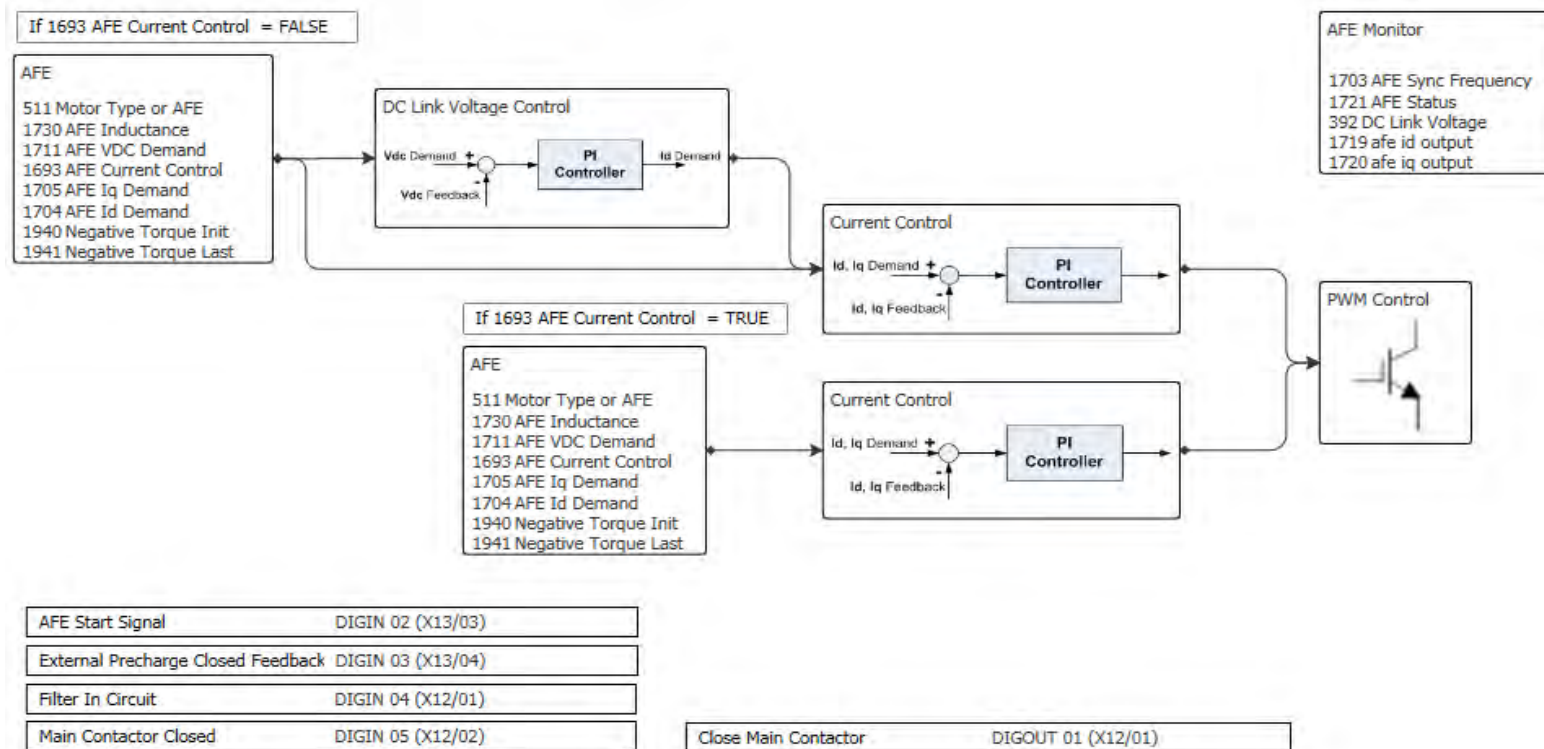 If 1693 AFE Current Control = FALSE
AFE
511 Motor Type or AFE
1730 AFE Inductance
1711 AFE VDC Demand
1693 AFE Current Control
1705 AFE Iq Demand
1704 AFE Id Demand
1940 Negative Torque Init
1941 Negative Torque Last
DC Link Voltage Control
Vdc Demand +
-
Vdc Feedback
PI
Controller
Id Demand
Current Control
Id, Iq Demand +
-
Id, Iq Feedback
PI
Controller
AFE Monitor
1703 AFE Sync Frequency
1721 AFE Status
392 DC Link Voltage
1719 afe id output
1720 afe iq output
If 1693 AFE Current Control = TRUE
AFE
511 Motor Type or AFE
1730 AFE Inductance
1711 AFE VDC Demand
1693 AFE Current Control
1705 AFE Iq Demand
1704 AFE Id Demand
1940 Negative Torque Init
1941 Negative Torque Last
Current Control
Id, Iq Demand +
-
Id, Iq Feedback
PI
Controller
PWM Control
AFE Start Signal DIGIN 02 (X13/03)
External Precharge Closed Feedback DIGIN 03 (X13/04)
Filter In Circuit DIGIN 04 (X12/01)
Main Contactor Closed DIGIN 05 (X12/02)
Close Main Contactor DIGOUT 01 (X12/01)